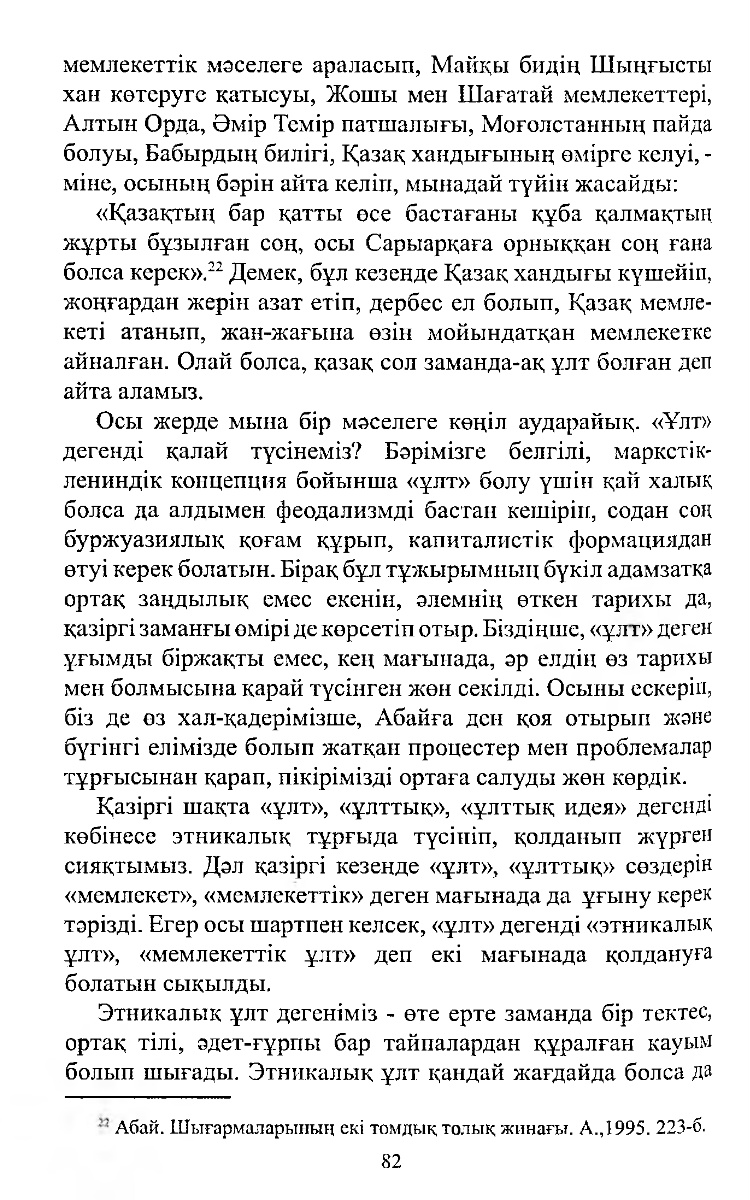 мемлекеттік мәселеге араласып, Майқы бидің Шыңғысты
хан көтеруге қатысуы, Жошы мен Шағатай мемлекеттері,
Алтын Орда, Әмір Темір патшалығы, Моғолстанның пайда
болуы, Бабырдың билігі, Қазақ хандығының өмірге келуі, -
міне, осының бәрін айта келіп, мынадай түйін жасайды:
«Қазақтың бар қатты өсе бастағаны құба қалмақтың
жұрты бұзылған соң, осы Сарыарқаға орныққан соң ғана
болса керек».²² Демек, бұл кезенде Қазақ хандығы күшейіп,
жоңғардан жерін азат етіп, дербес ел болып, Қазақ мемле-
кеті атанып, жан-жағына өзін мойындатқан мемлекетке
айналған. Олай болса, қазақ сол заманда-ақ ұлт болған деп
айта аламыз.
Осы жерде мына бір мәселеге көңіл аударайық. «Ұлт»
дегенді қалай түсінеміз? Бәрімізге белгілі, маркстік-
лениндік концепция бойынша «ұлт» болу үшін қай халық
болса да алдымен феодализмді бастан кешіріп, содан соң
буржуазиялық қоғам құрып, капиталистік формациядан
өтуі керек болатын. Бірақ бұл тұжырымның бүкіл адамзатқа
ортақ заңдылық емес екенін, әлемнің өткен тарихы да,
қазіргі заманғы өмірі де көрсетіп отыр. Біздіңше, «ұлт» деген
ұғымды біржақты емес, кең мағынада, әр елдің өз тарихы
мен болмысына қарай түсінген жөн секілді. Осыны ескеріп,
біз де өз хал-қадерімізше, Абайға ден қоя отырып және
бүгінгі елімізде болып жатқан процестер мен проблемалар
тұрғысынан қарап, пікірімізді ортаға салуды жөн көрдік.
Қазіргі шақта «ұлт», «ұлттық», «ұлттық идея» дегенді
көбінесе этникалық тұрғыда түсініп, қолданып жүрген
сияқтымыз. Дәл қазіргі кезенде «ұлт», «ұлттық» сөздерін
«мемлекет», «мемлекеттік» деген мағынада да ұғыну керек
тәрізді. Егер осы шартпен келсек, «ұлт» дегенді «этникалық
ұлт», «мемлекеттік ұлт» деп екі мағынада қолдануға
болатын сықылды.
Этникалық ұлт дегеніміз - өте ерте заманда бір тектес,
ортақ тілі, әдет-ғұрпы бар тайпалардан құралған кауым
болып шығады. Этникалық ұлт қандай жағдайда болса да
²² Абай. Шығармаларының екі томдық толық жинағы. А.,1995. 223-б.
82